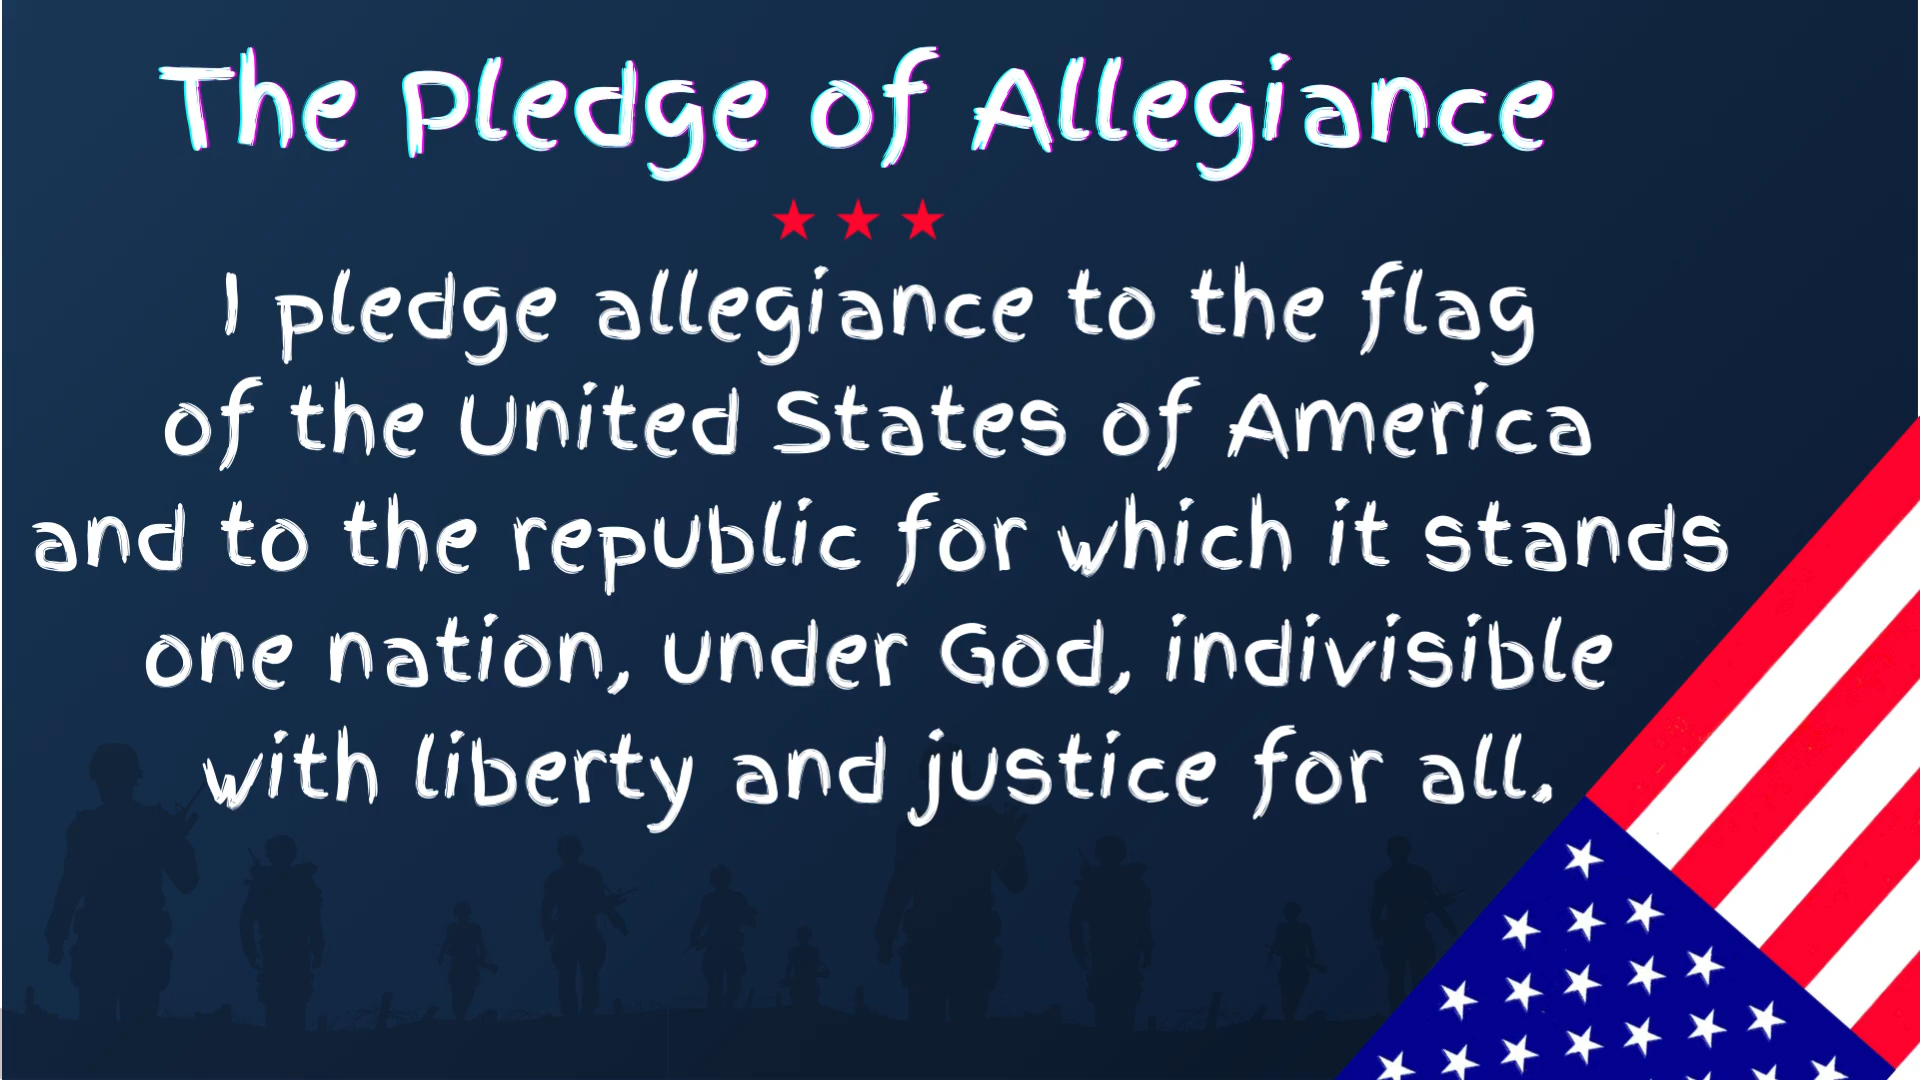 The Pledge of Allegiance
I pledge allegiance to the flag
of the United States of America
and to the republic for which it stands
one nation, under God, indivisible
with liberty and justice for all.